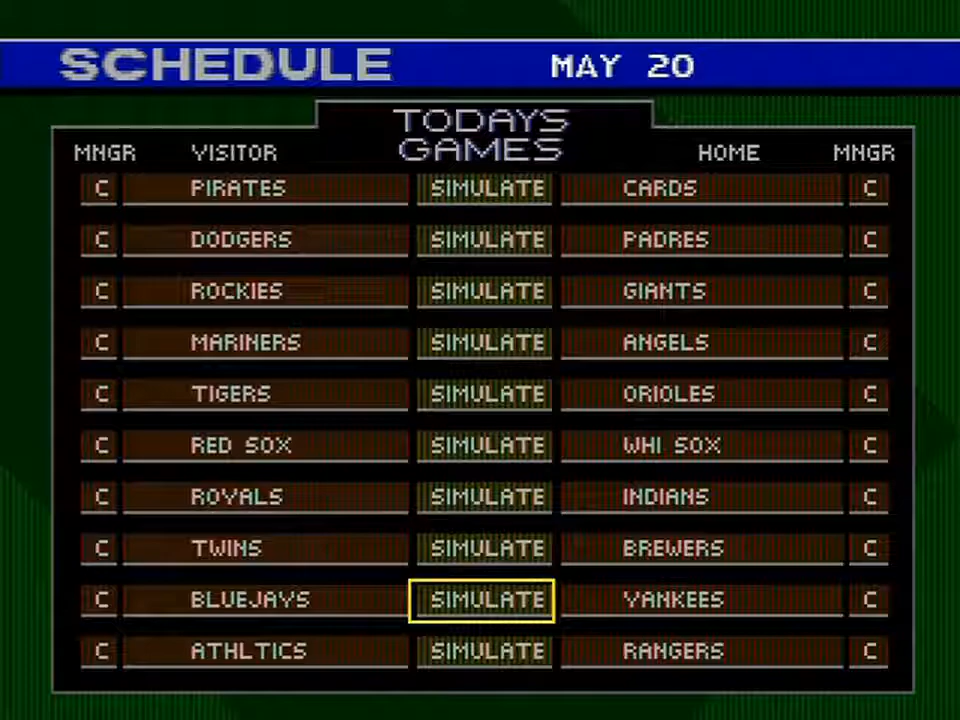 SCHEDULE MAY 20
TODAYS
GAMES
MNGR VISITOR HOME MNGR
C PIRATES SIMULATE CARDS C
C DODGERS SIMULATE PADRES C
C ROCKIES SIMULATE GIANTS C
C MARINERS SIMULATE ANGELS C
C TIGERS SIMULATE ORIOLES C
C RED SOX SIMULATE WHI SOX C
C ROYALS SIMULATE INDIANS C
C TWINS SIMULATE BREWERS C
C BLUEJAYS SIMULATE YANKEES C
C ATHLTICS SIMULATE RANGERS C